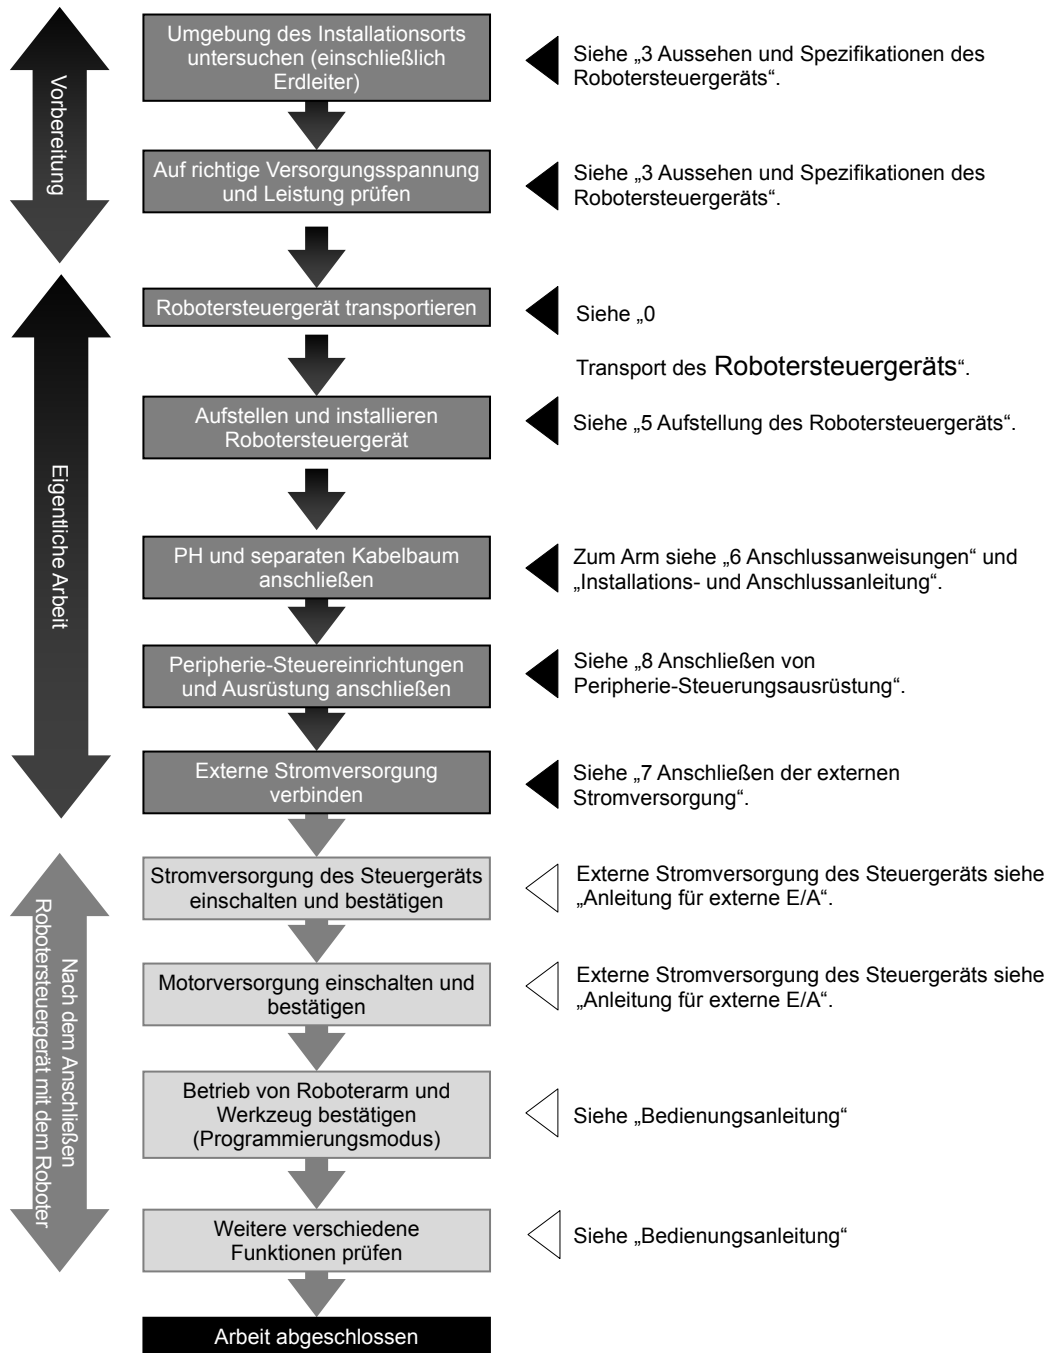 Vorbereitung
Umgebung des Installationsorts
untersuchen (einschließlich
Erdleiter)
Siehe „3 Aussehen und Spezifikationen des
Robotersteuergeräts“.
Auf richtige Versorgungsspannung
und Leistung prüfen
Siehe „3 Aussehen und Spezifikationen des
Robotersteuergeräts“.
Eigentliche Arbeit
Robotersteuergerät transportieren
Siehe „0
Transport des Robotersteuergeräts“.
Aufstellen und installieren
Robotersteuergerät
Siehe „5 Aufstellung des Robotersteuergeräts“.
PH und separaten Kabelbaum
anschließen
Zum Arm siehe „6 Anschlussanweisungen“ und
„Installations- und Anschlussanleitung“.
Peripherie-Steuereinrichtungen
und Ausrüstung anschließen
Siehe „8 Anschließen von
Peripherie-Steuerungsausrüstung“.
Externe Stromversorgung
verbinden
Siehe „7 Anschließen der externen
Stromversorgung“.
Nach dem Anschließen
Robotersteuergerät mit dem Roboter
Stromversorgung des Steuergeräts
einschalten und bestätigen
Externe Stromversorgung des Steuergeräts siehe
„Anleitung für externe E/A“.
Motorversorgung einschalten und
bestätigen
Externe Stromversorgung des Steuergeräts siehe
„Anleitung für externe E/A“.
Betrieb von Roboterarm und
Werkzeug bestätigen
(Programmierungsmodus)
Siehe „Bedienungsanleitung“
Weitere verschiedene
Funktionen prüfen
Siehe „Bedienungsanleitung“
Arbeit abgeschlossen